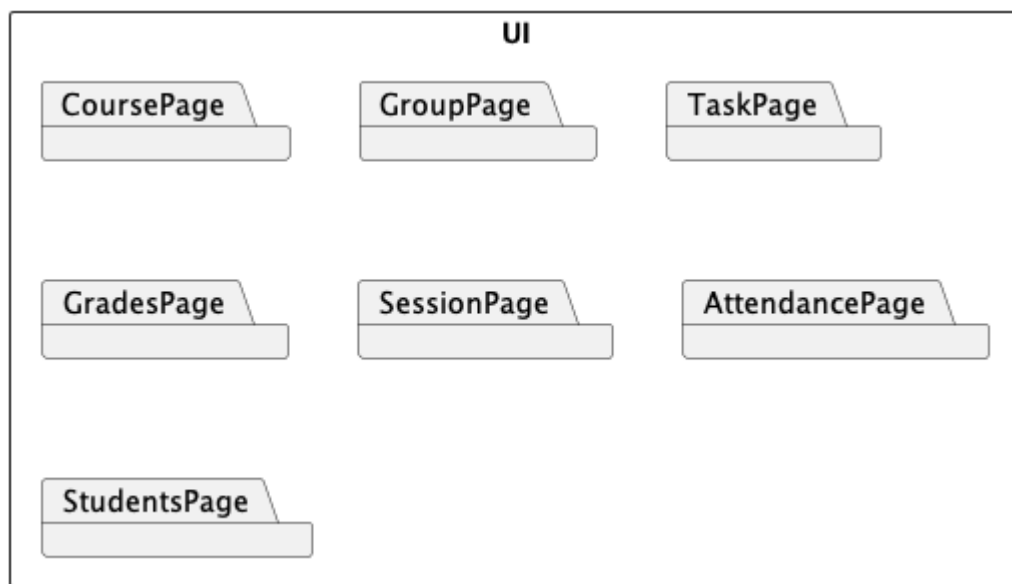 UI
CoursePage
GroupPage
TaskPage
GradesPage
SessionPage
AttendancePage
StudentsPage